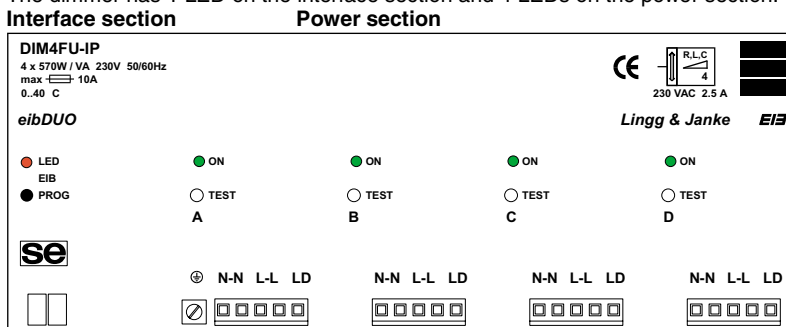 The dimmer has 1 LED on the interface section and 4 LEDs on the power section.
Interface section Power section
DIM4FU-IP
4 x 570W / VA 230V 50/60Hz
max 10A
0..40 C
CE
R,L,C
4
230 VAC 2.5 A
eibDUO
Lingg & Janke EIB
LED
EIB
PROG
ON ON ON ON
TEST TEST TEST TEST
A B C D
se
N-N L-L LD N-N L-L LD N-N L-L LD N-N L-L LD